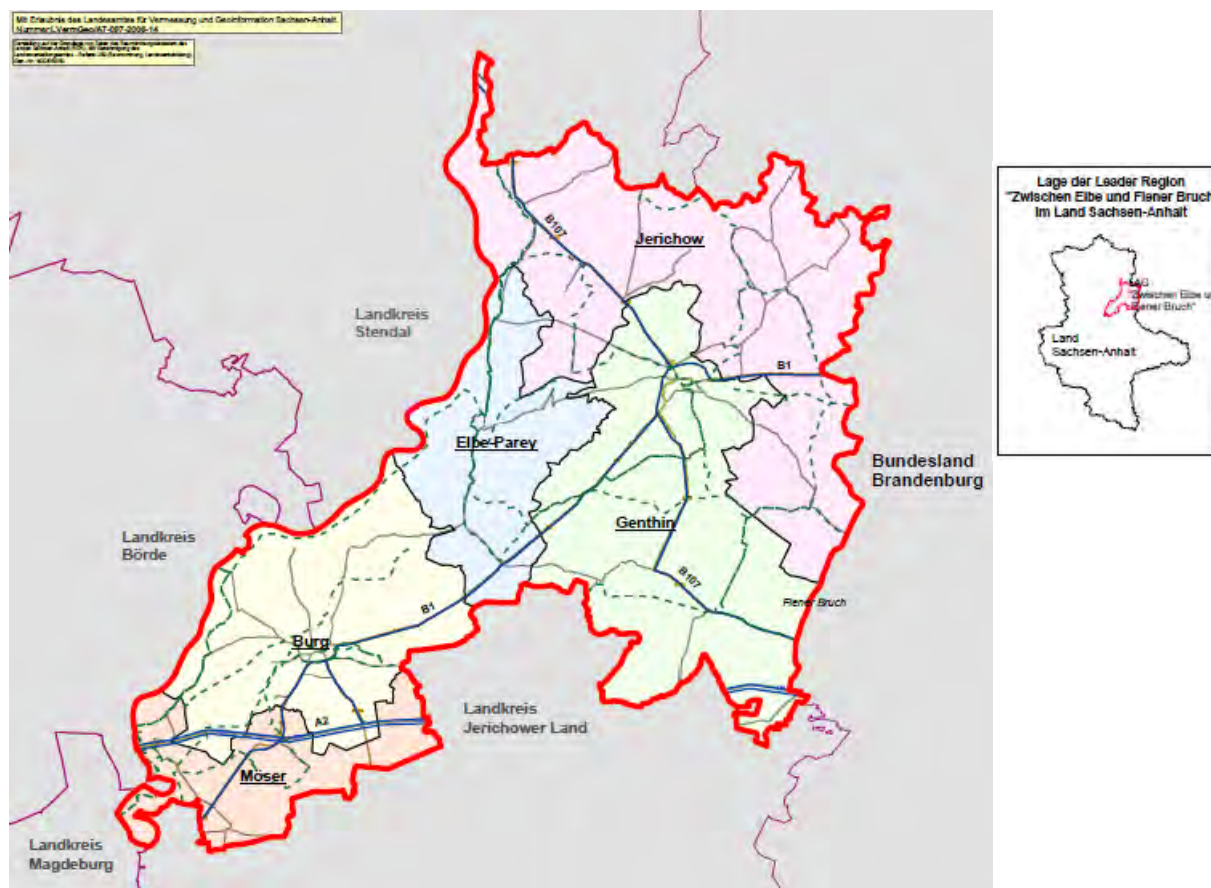 Mit Erlaubnis des Landesamtes für Vermessung und Geoinformation Sachsen-Anhalt.
Lage der Leader Region
"Zwischen Elbe und Fiener Bruch
im Land Sachsen-Anhalt
LAG
"Zwischen Elbe u
Fiener Bruch"
Land
Sachsen-Anhalt
B107
Jerichow
Landkreis
Stendal
B1
Elbe-Parey
Bundesland
Brandenburg
Genthin
Landkreis
Börde
B107
Fiener Bruch
B1
Burg
Landkreis
Jerichower Land
A2
Möser
Landkreis
Magdeburg